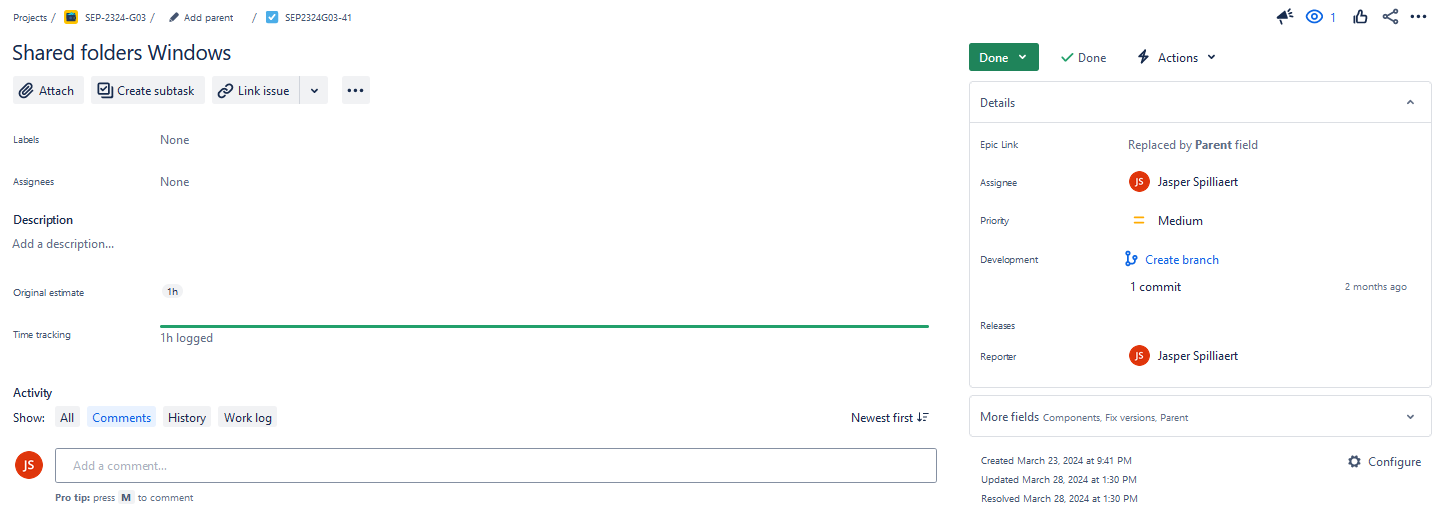 Projects / SEP-2324-G03 / Add parent / SEP2324G03-41
1
Shared folders Windows
Done Done Actions
Attach Create subtask Link issue
Details
Labels None
Epic Link Replaced by Parent field
Assignees None
Assignee JS Jasper Spilliaert
Description
Priority Medium
Add a description...
Development Create branch
1 commit 2 months ago
Original estimate 1h
Releases
Time tracking
1h logged
Reporter JS Jasper Spilliaert
Activity
Show: All Comments History Work log Newest first
More fields Components, Fix versions, Parent
JS Add a comment...
Pro tip: press M to comment
Created March 23, 2024 at 9:41 PM
Configure
Updated March 28, 2024 at 1:30 PM
Resolved March 28, 2024 at 1:30 PM